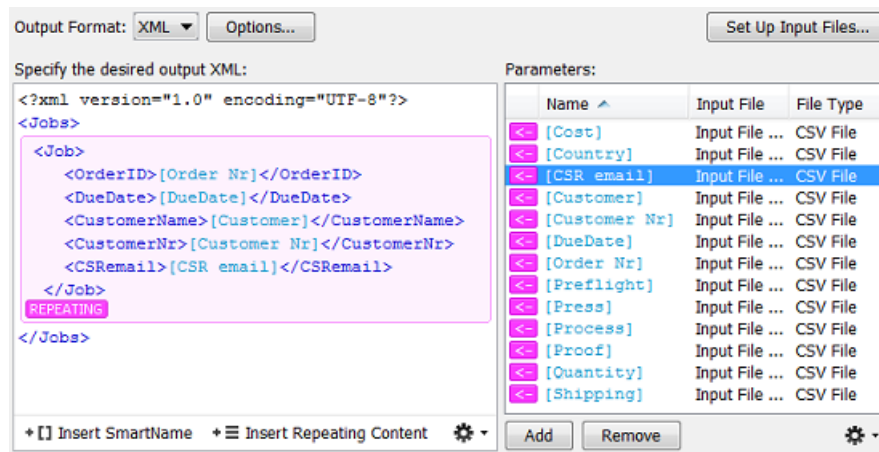 Output Format: XML Options... Set Up Input Files...
Specify the desired output XML:
<?xml version="1.0" encoding="UTF-8"?>
<Jobs>
<Job>
<OrderID>[Order Nr]</OrderID>
<DueDate>[DueDate]</DueDate>
<CustomerName>[Customer]</CustomerName>
<CustomerNr>[Customer Nr]</CustomerNr>
<CSRemail>[CSR email]</CSRemail>
</Job>
REPEATING
</Jobs>
+[] Insert SmartName +☰ Insert Repeating Content
Parameters:
Name Input File File Type
<- [Cost] Input File ... CSV File
<- [Country] Input File ... CSV File
<- [CSR email] Input File ... CSV File
<- [Customer] Input File ... CSV File
<- [Customer Nr] Input File ... CSV File
<- [DueDate] Input File ... CSV File
<- [Order Nr] Input File ... CSV File
<- [Preflight] Input File ... CSV File
<- [Press] Input File ... CSV File
<- [Process] Input File ... CSV File
<- [Proof] Input File ... CSV File
<- [Quantity] Input File ... CSV File
<- [Shipping] Input File ... CSV File
Add Remove